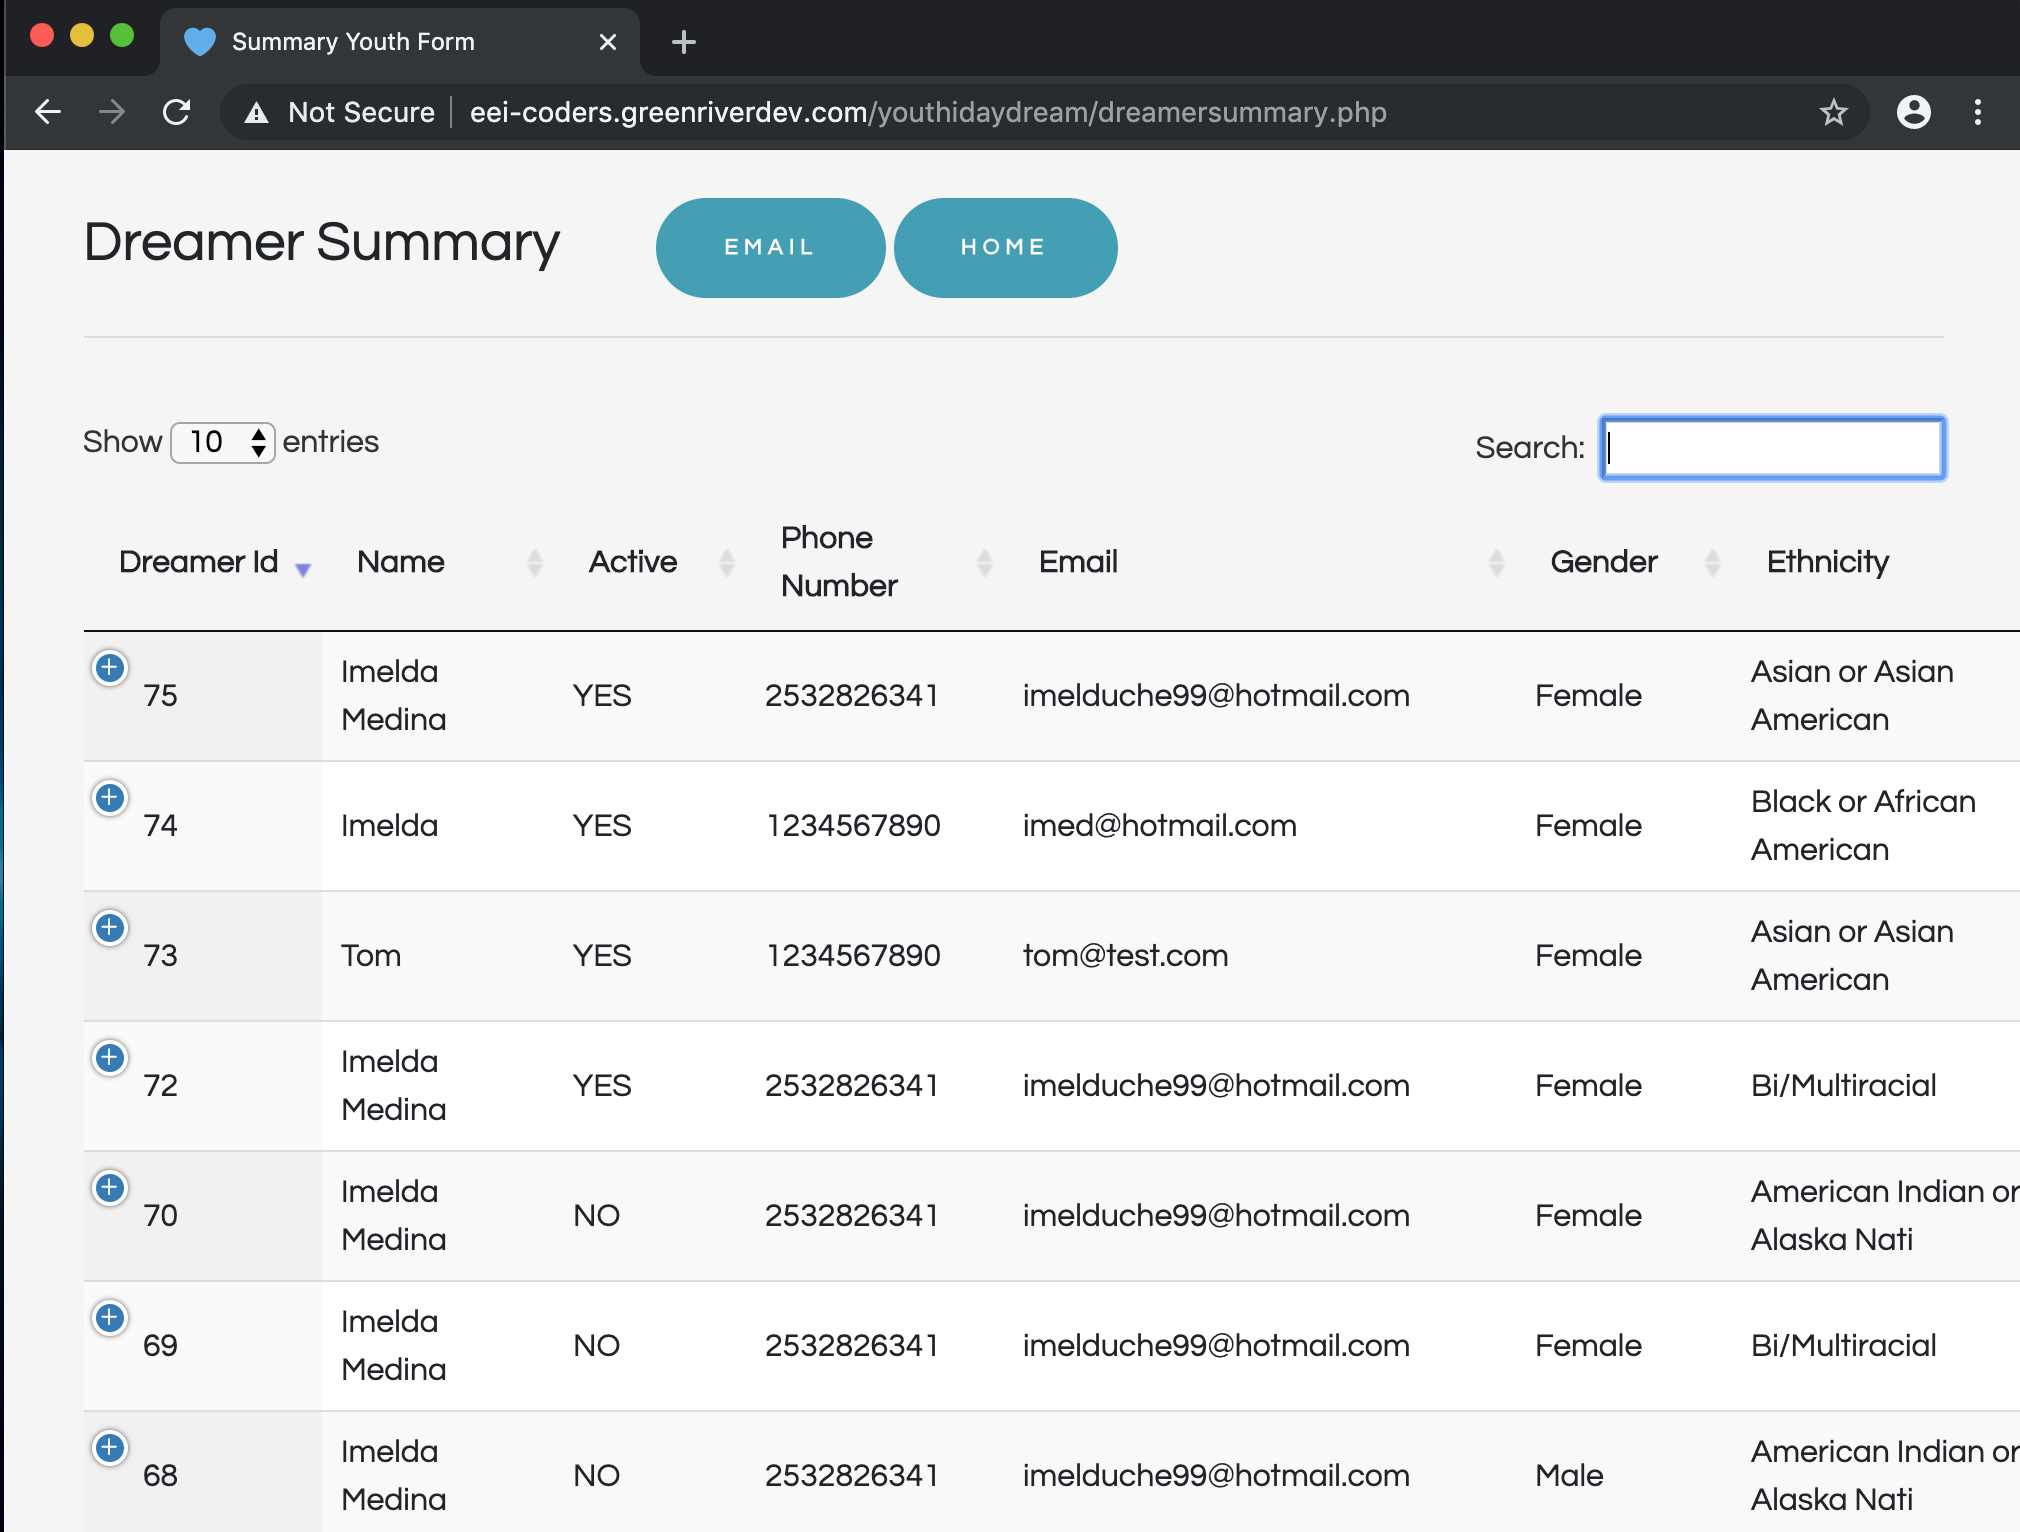 Summary Youth Form
Not Secure
eei-coders.greenriverdev.com/youthidaydream/dreamersummary.php
Dreamer Summary
EMAIL
HOME
Show 10 entries
Search:
Dreamer Id Name Active Phone Number Email Gender Ethnicity
75 Imelda Medina YES 2532826341 imelduche99@hotmail.com Female Asian or Asian American
74 Imelda YES 1234567890 imed@hotmail.com Female Black or African American
73 Tom YES 1234567890 tom@test.com Female Asian or Asian American
72 Imelda Medina YES 2532826341 imelduche99@hotmail.com Female Bi/Multiracial
70 Imelda Medina NO 2532826341 imelduche99@hotmail.com Female American Indian or Alaska Nati
69 Imelda Medina NO 2532826341 imelduche99@hotmail.com Female Bi/Multiracial
68 Imelda Medina NO 2532826341 imelduche99@hotmail.com Male American Indian or Alaska Nati